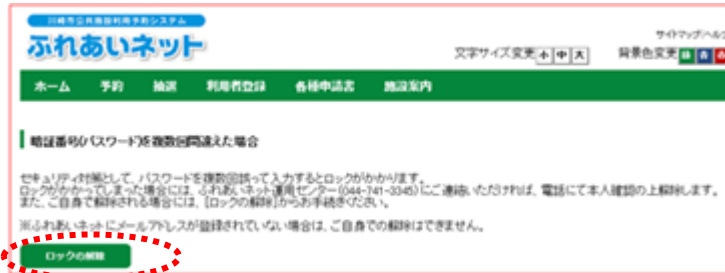 川崎市公共施設利用予約システム
ふれあいネット
サイトマップ/ヘルプ
文字サイズ変更 小 中 大 背景色変更 緑 青
ホーム 予約 抽選 利用者登録 各種申請書 施設案内
暗証番号(パスワード)を複数回間違えた場合
セキュリティ対策として、パスワードを複数回誤って入力するとロックがかかります。
ロックがかかってしまった場合には、ふれあいネット運用センター(044-741-3345)にご連絡いただければ、電話にて本人確認の上解除します。
また、ご自身で解除される場合には、[ロックの解除]からお手続きください。
※ふれあいネットにメールアドレスが登録されていない場合は、ご自身での解除はできません。
ロックの解除